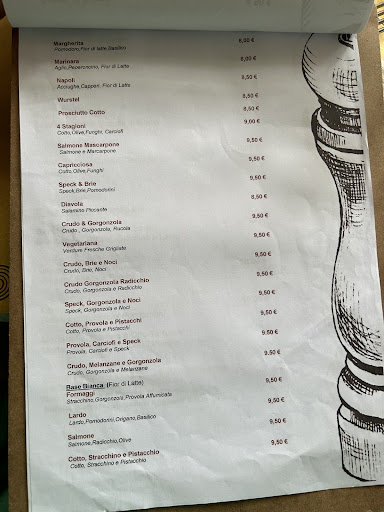 Margherita 8,00 €
Pomodoro,Fior di latte,Basilico
Marinara 8,00 €
Aglio,Peperoncino, Fior di Latte
Napoli 8,50 €
Acciughe,Capperi, Fior di Latte
Wurstel 8,50 €
Prosciutto Cotto 8,50 €
4 Stagioni 9,00 €
Cotto,Olive,Funghi, Carciofi
Salmone Mascarpone 9,50 €
Salmone e Marcarpone
Capricciosa 9,50 €
Cotto,Olive,Funghi
Speck & Brie 9,50 €
Speck,Brie,Pomodorini
Diavola 8,50 €
Salamino Piccante
Crudo & Gorgonzola 9,50 €
Crudo , Gorgonzola, Rucola
Vegetariana 9,50 €
Verdure Fresche Grigliate
Crudo, Brie e Noci 9,50 €
Crudo, Brie, Noci
Crudo Gorgonzola Radicchio 9,50 €
Crudo, Gorgonzola e Radicchio
Speck, Gorgonzola e Noci 9,50 €
Speck, Gorgonzola e Noci
Cotto, Provola e Pistacchi 9,50 €
Cotto, Provola e Pistacchi
Provola, Carciofi e Speck 9,50 €
Provola, Carciofi e Speck
Crudo, Melanzane e Gorgonzola 9,50 €
Crudo, Gorgonzola e Melanzane
Base Bianca (Fior di Latte) 9,50 €
Formaggi
Stracchino,Gorgonzola,Provola Affumicata 9,50 €
Lardo 9,50 €
Lardo,Pomodorini,Origano,Basilico
Salmone 9,50 €
Salmone,Radicchio,Olive
Cotto, Stracchino e Pistacchio 9,50 €
Cotto, Stracchino e Pistacchio